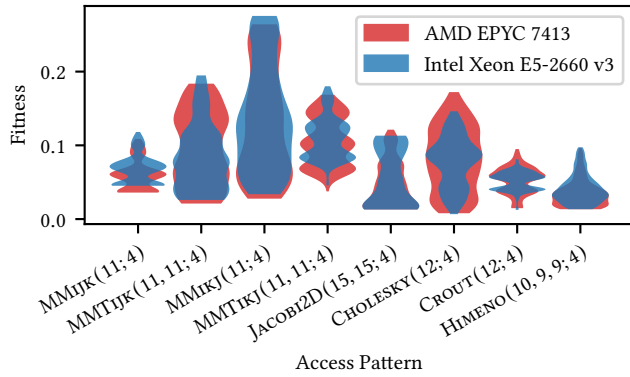 AMD EPYC 7413
Intel Xeon E5-2660 v3
Fitness
0.2
0.1
0.0
MMIJK(11; 4)
MMTIJK(11, 11; 4)
MMIKJ(11; 4)
MMTIKJ(11, 11; 4)
JACOBI2D(15, 15; 4)
CHOLESKY(12; 4)
CROUT(12; 4)
HIMENO(10, 9, 9; 4)
Access Pattern